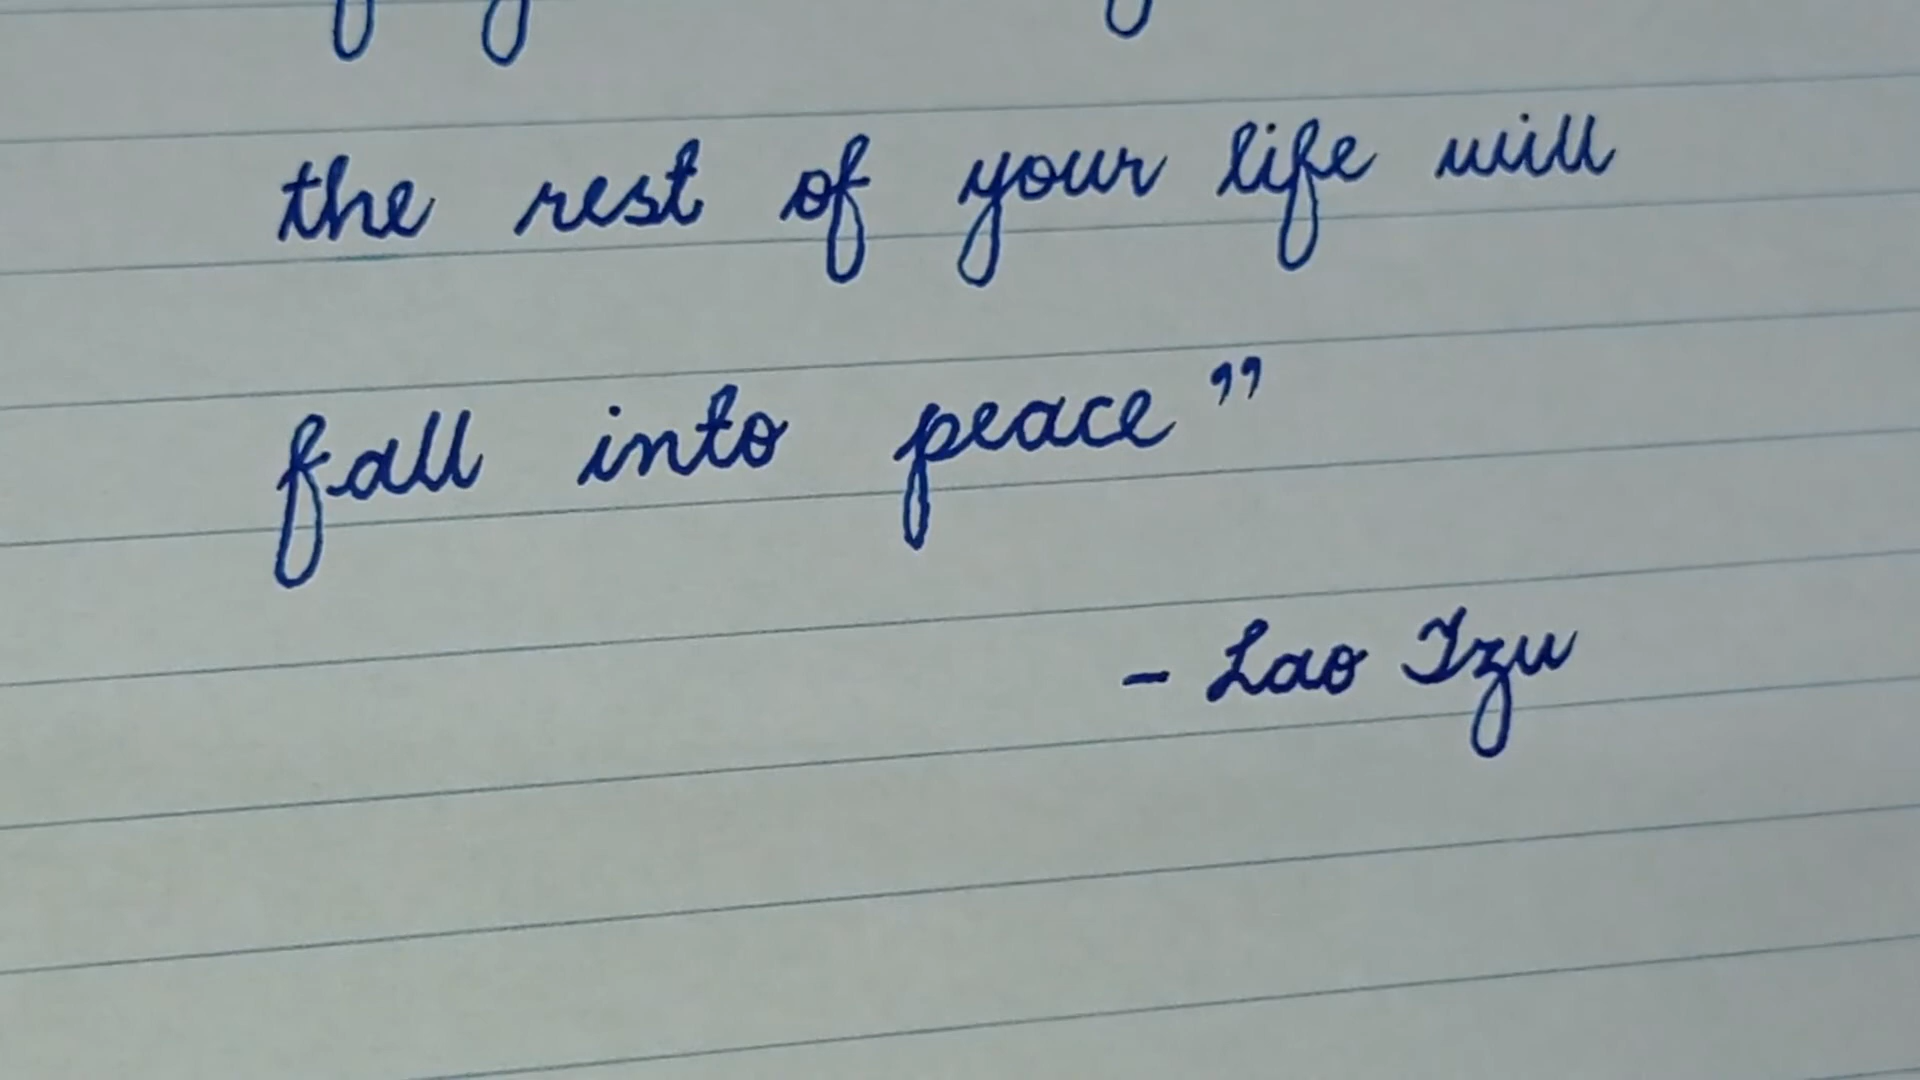 the rest of your life will
fall into peace”
- Lao Tzu